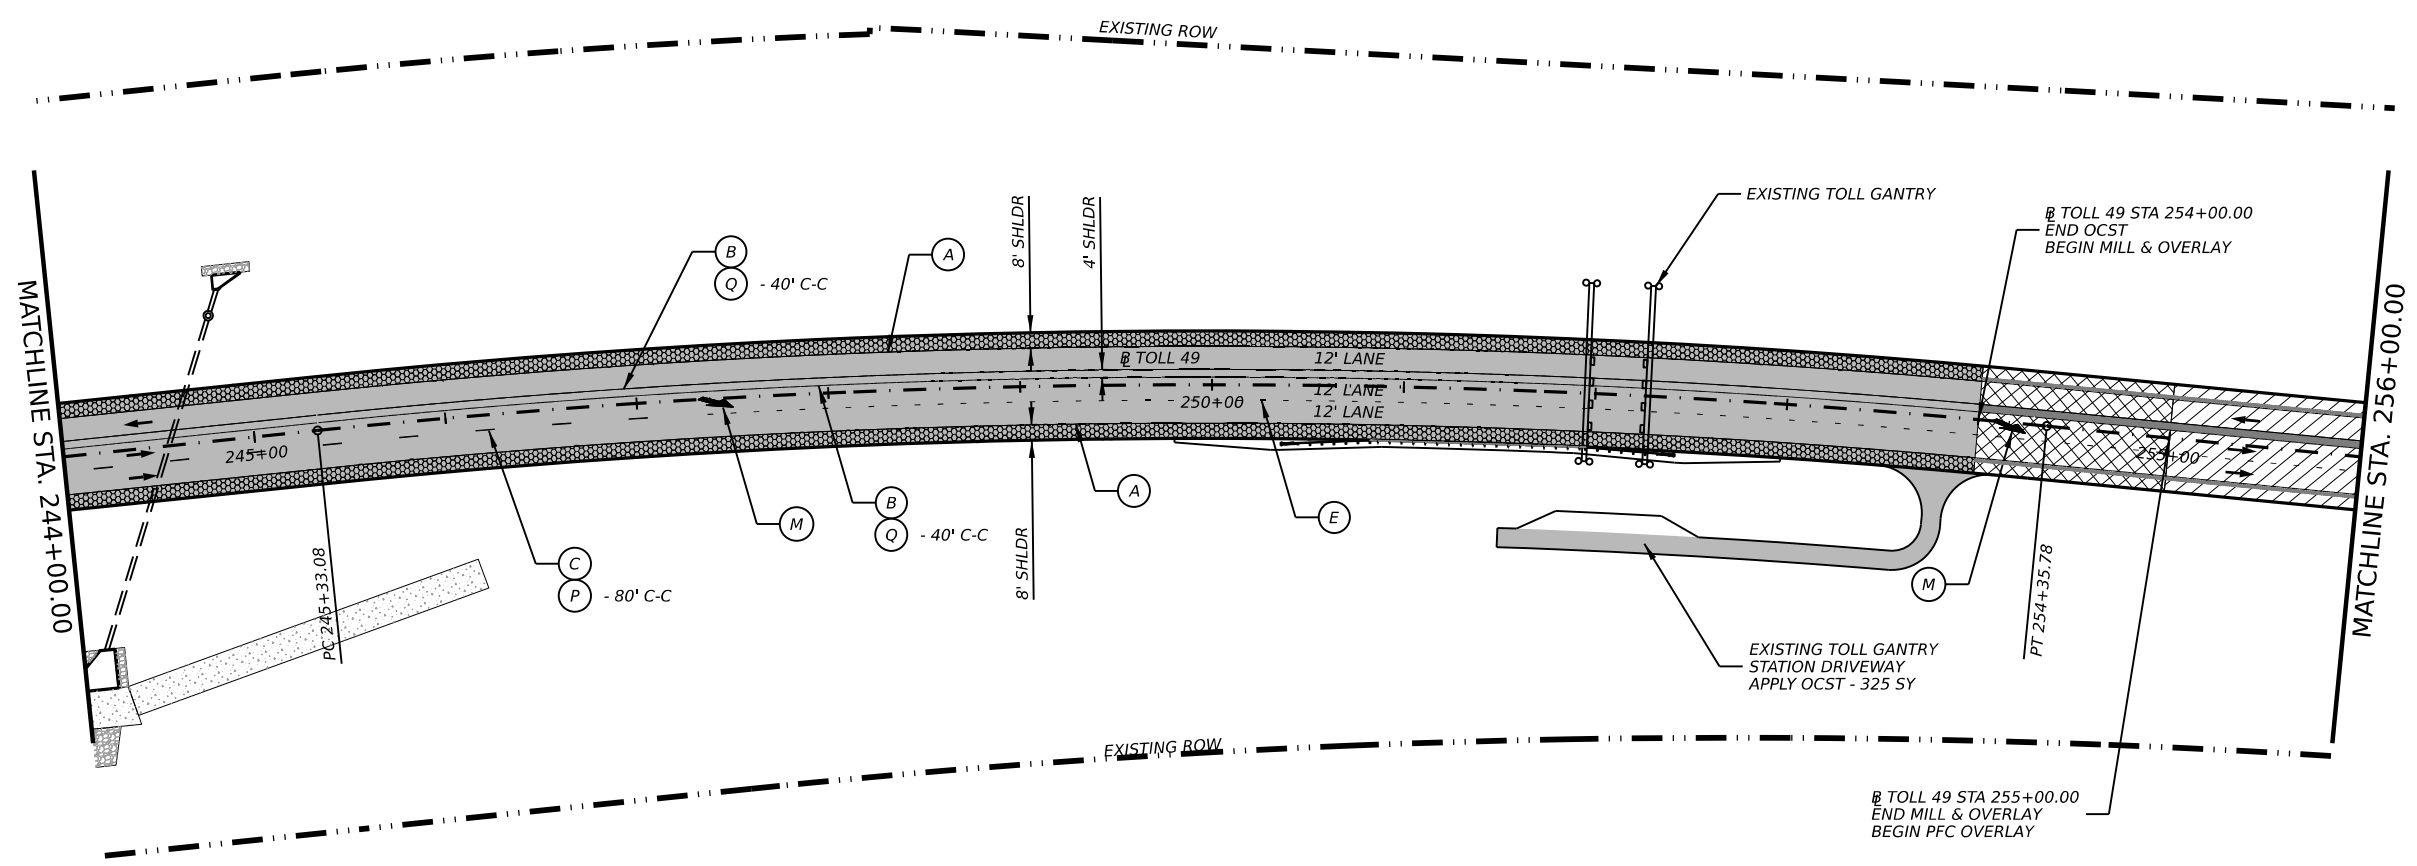 EXISTING ROW
EXISTING TOLL GANTRY
℄ TOLL 49 STA 254+00.00
END OCST
BEGIN MILL & OVERLAY
8' SHLDR
4' SHLDR
B
Q - 40' C-C
A
MATCHLINE STA. 244+00.00
MATCHLINE STA. 256+00.00
℄ TOLL 49
12' LANE
12' LANE
12' LANE
250+00
245+00
255+00
A
B
Q - 40' C-C
M
E
C
P - 80' C-C
8' SHLDR
PC 245+33.08
M
PT 254+35.78
EXISTING TOLL GANTRY
STATION DRIVEWAY
APPLY OCST - 325 SY
EXISTING ROW
℄ TOLL 49 STA 255+00.00
END MILL & OVERLAY
BEGIN PFC OVERLAY